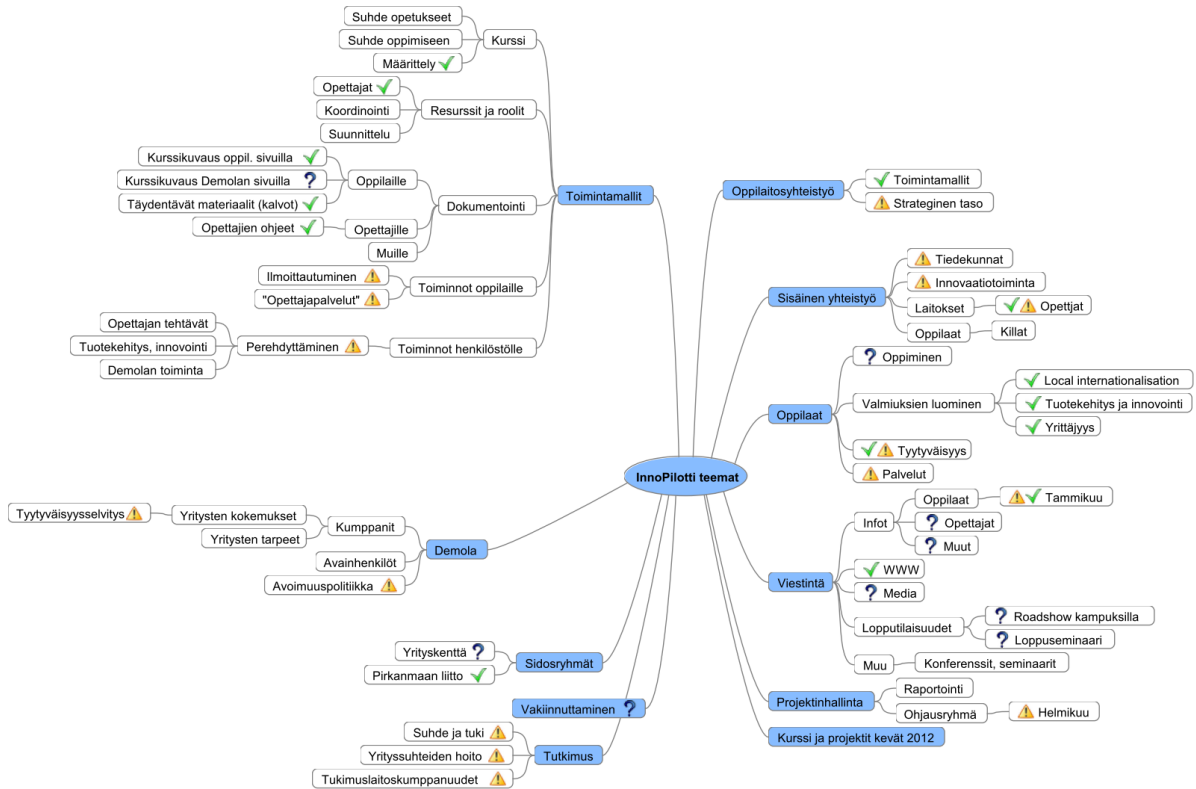 InnoPilotti teemat
Toimintamallit
Kurssi
Suhde opetukseet
Suhde oppimiseen
Määrittely
Resurssit ja roolit
Opettajat
Koordinointi
Suunnittelu
Dokumentointi
Oppilaille
Kurssikuvaus oppil. sivuilla
Kurssikuvaus Demolan sivuilla
Täydentävät materiaalit (kalvot)
Opettajille
Opettajien ohjeet
Muille
Toiminnot oppilaille
Ilmoittautuminen
"Opettajapalvelut"
Toiminnot henkilöstölle
Perehdyttäminen
Opettajan tehtävät
Tuotekehitys, innovointi
Demolan toiminta
Demola
Kumppanit
Yritysten kokemukset
Tyytyväisyysselvitys
Yritysten tarpeet
Avainhenkilöt
Avoimuuspolitiikka
Sidosryhmät
Yrityskenttä
Pirkanmaan liitto
Vakiinnuttaminen
Tutkimus
Suhde ja tuki
Yrityssuhteiden hoito
Tukimuslaitoskumppanuudet
Oppilaitosyhteistyö
Toimintamallit
Strateginen taso
Sisäinen yhteistyö
Tiedekunnat
Innovaatiotoiminta
Laitokset
Opettjat
Oppilaat
Killat
Oppilaat
Oppiminen
Valmiuksien luominen
Local internationalisation
Tuotekehitys ja innovointi
Yrittäjyys
Tyytyväisyys
Palvelut
Viestintä
Infot
Oppilaat
Tammikuu
Opettajat
Muut
WWW
Media
Lopputilaisuudet
Roadshow kampuksilla
Loppuseminaari
Muu
Konferenssit, seminaarit
Projektinhallinta
Raportointi
Ohjausryhmä
Helmikuu
Kurssi ja projektit kevät 2012